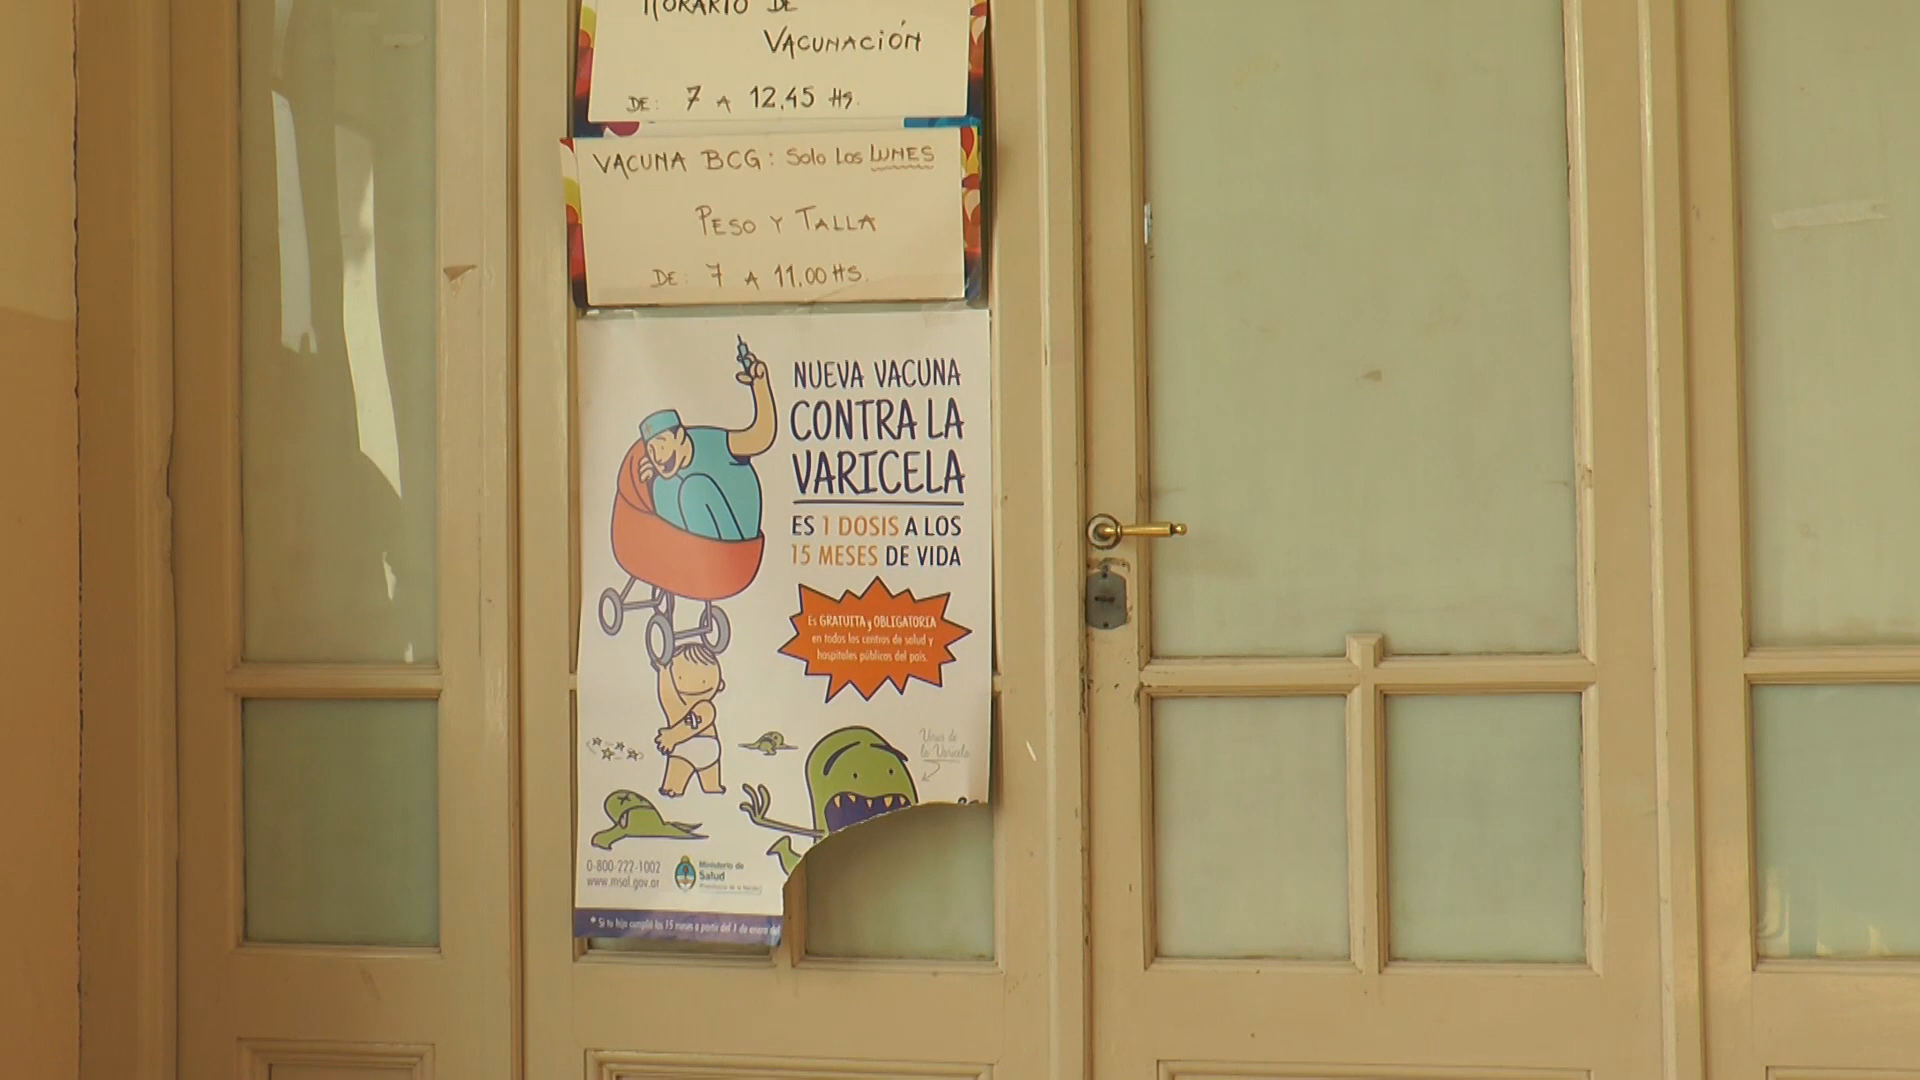 HORARIO DE
VACUNACIÓN
DE: 7 A 12,45 HS.
VACUNA BCG: Solo Los LUNES
PESO Y TALLA
DE: 7 A 11,00 HS.
NUEVA VACUNA
CONTRA LA
VARICELA
ES 1 DOSIS A LOS
15 MESES DE VIDA
Es GRATUITA y OBLIGATORIA
en todos los centros de salud y
hospitales públicos del país.
Virus de
la Varicela
0-800-222-1002
www.msal.gov.ar
Ministerio de
Salud
Presidencia de la Nación
* Si tu hijo cumplió los 15 meses a partir del 1 de enero del